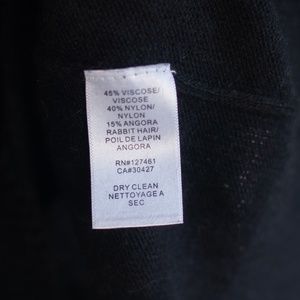 45% VISCOSE/
VISCOSE
40% NYLON/
NYLON
15% ANGORA
RABBIT HAIR/
POIL DE LAPIN
ANGORA
RN#127461
CA#30427
DRY CLEAN
NETTOYAGE A
SEC